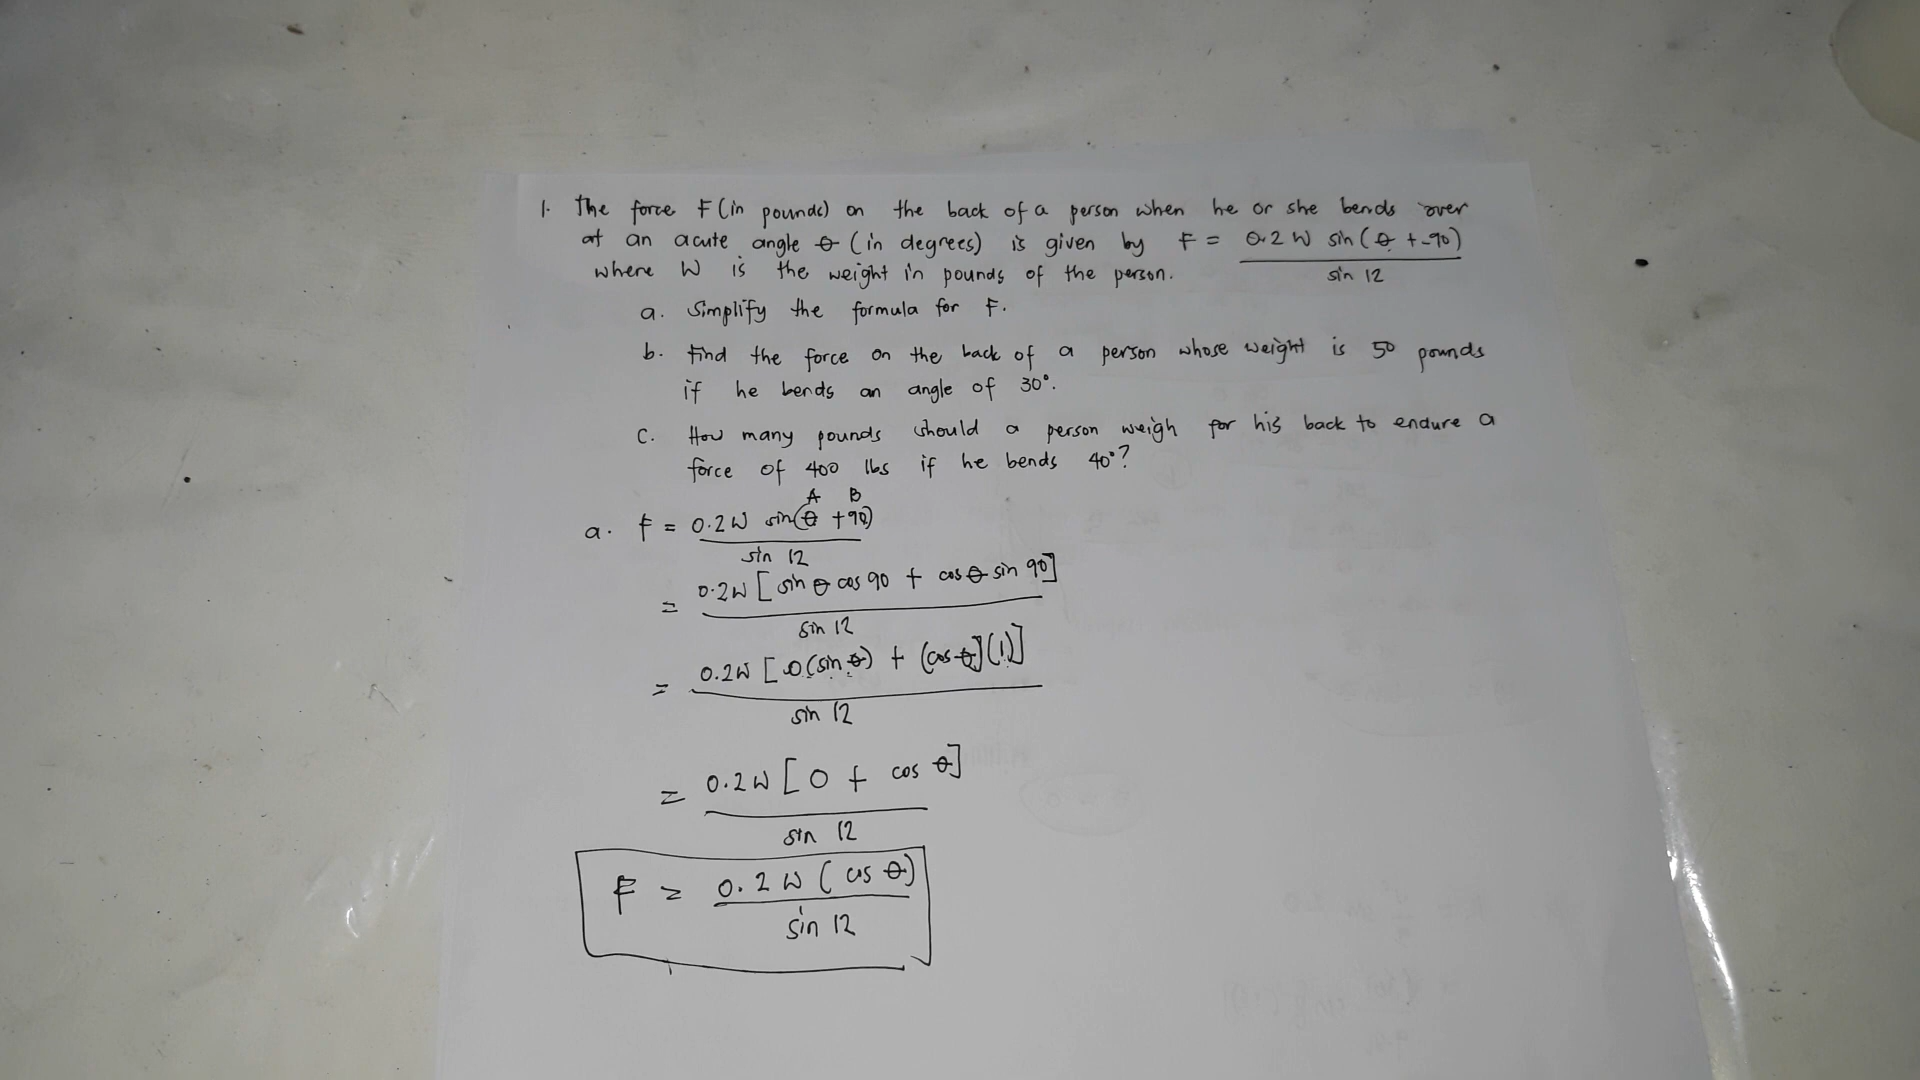 1. The force F (in pounds) on the back of a person when he or she bends over
at an acute angle θ (in degrees) is given by F = 0.2 W sin (θ + 90) / sin 12
where W is the weight in pounds of the person.
a. Simplify the formula for F.
b. Find the force on the back of a person whose weight is 50 pounds
if he bends an angle of 30°.
c. How many pounds should a person weigh for his back to endure a
force of 400 lbs if he bends 40°?
A B
a. F = 0.2W sin(θ + 90)
sin 12
= 0.2W [sin θ cos 90 + cos θ sin 90]
sin 12
= 0.2W [0(sin θ) + (cos θ)(1)]
sin 12
= 0.2W [0 + cos θ]
sin 12
F = 0.2 W (cos θ)
sin 12